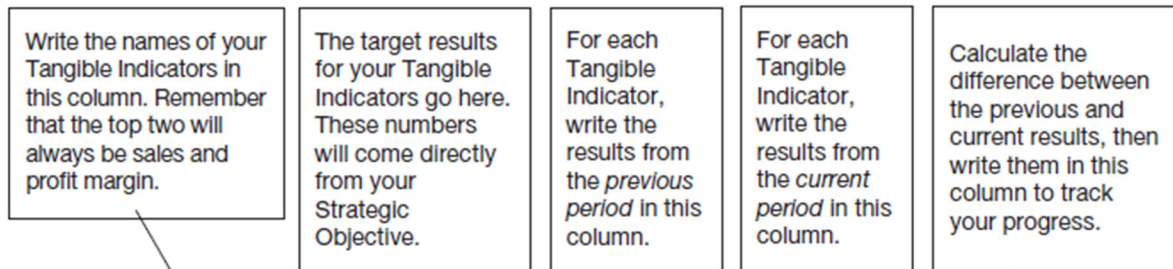 Write the names of your
Tangible Indicators in
this column. Remember
that the top two will
always be sales and
profit margin.
The target results
for your Tangible
Indicators go here.
These numbers
will come directly
from your
Strategic
Objective.
For each
Tangible
Indicator,
write the
results from
the previous
period in this
column.
For each
Tangible
Indicator,
write the
results from
the current
period in this
column.
Calculate the
difference between
the previous and
current results, then
write them in this
column to track
your progress.